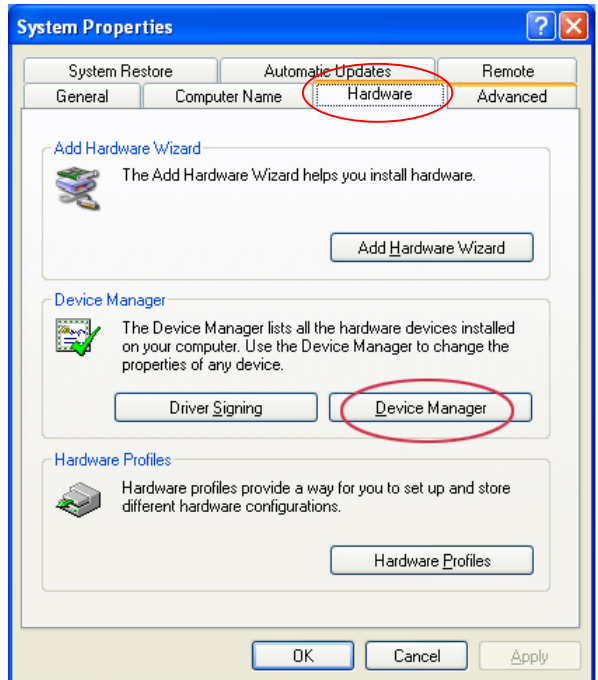 System Properties
System Restore Automatic Updates Remote
General Computer Name Hardware Advanced
Add Hardware Wizard
The Add Hardware Wizard helps you install hardware.
Add Hardware Wizard
Device Manager
The Device Manager lists all the hardware devices installed
on your computer. Use the Device Manager to change the
properties of any device.
Driver Signing Device Manager
Hardware Profiles
Hardware profiles provide a way for you to set up and store
different hardware configurations.
Hardware Profiles
OK Cancel Apply